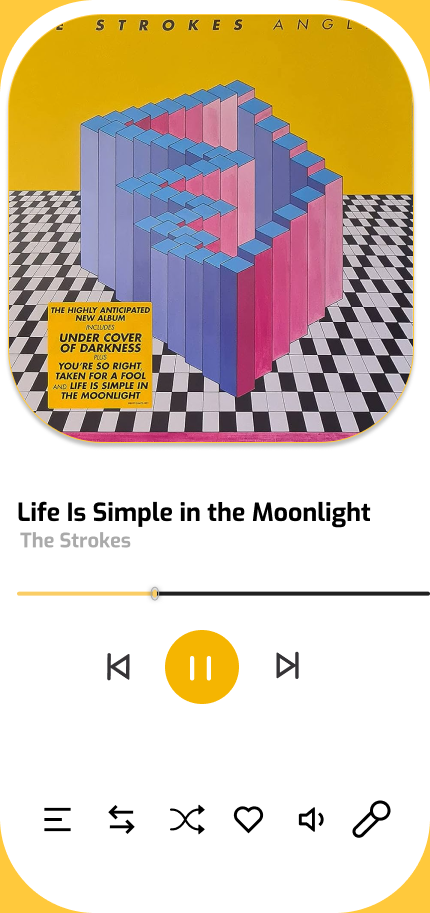 STROKES ANGL
THE HIGHLY ANTICIPATED
NEW ALBUM
INCLUDES
UNDER COVER
OF DARKNESS
PLUS
YOU'RE SO RIGHT
TAKEN FOR A FOOL
AND LIFE IS SIMPLE IN
THE MOONLIGHT
Life Is Simple in the Moonlight
The Strokes